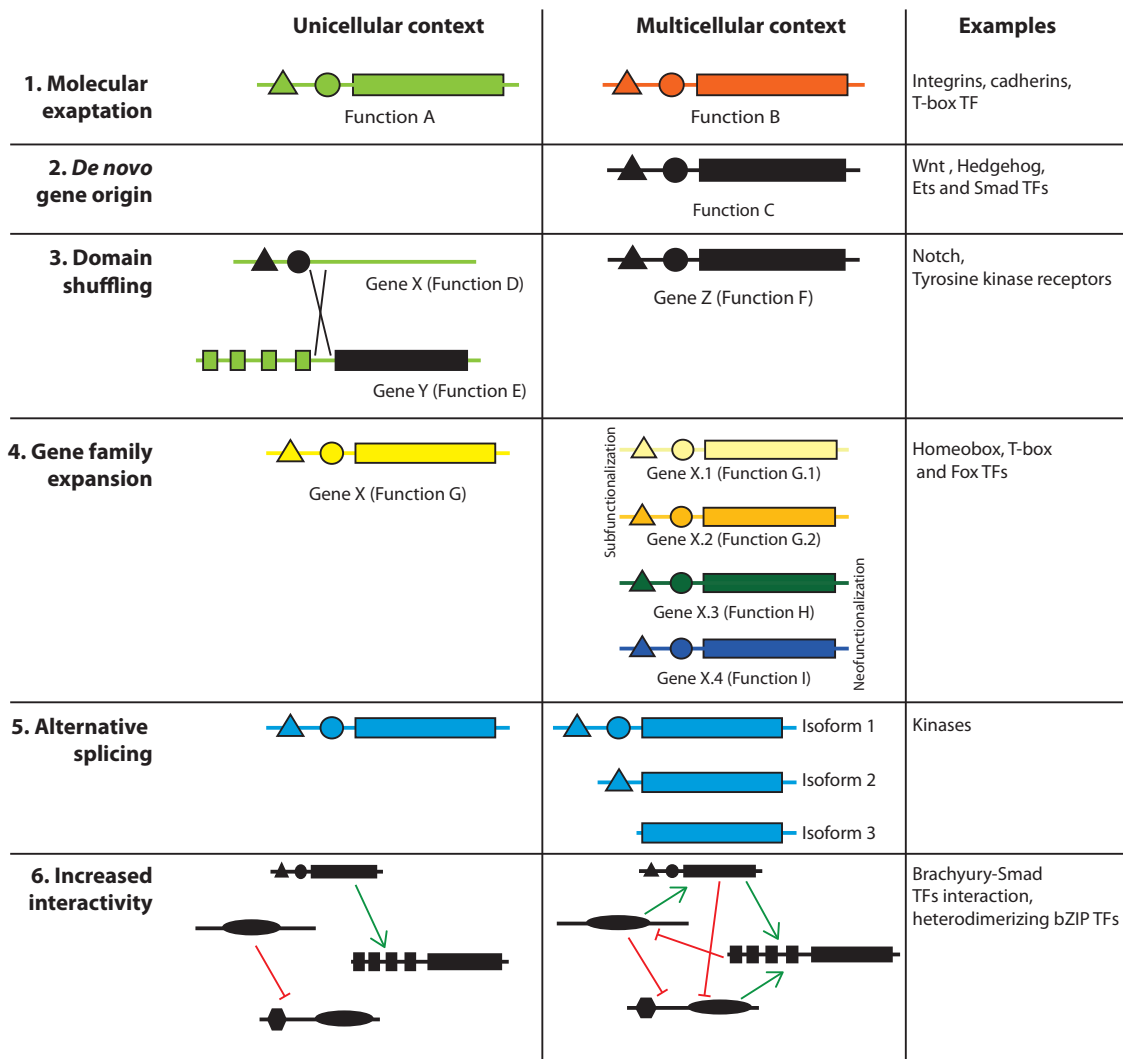 Unicellular context
Multicellular context
Examples
1. Molecular
exaptation
Function A
Function B
Integrins, cadherins,
T-box TF
2. De novo
gene origin
Function C
Wnt , Hedgehog,
Ets and Smad TFs
3. Domain
shuffling
Gene X (Function D)
Gene Y (Function E)
Gene Z (Function F)
Notch,
Tyrosine kinase receptors
4. Gene family
expansion
Gene X (Function G)
Subfunctionalization
Gene X.1 (Function G.1)
Gene X.2 (Function G.2)
Gene X.3 (Function H)
Gene X.4 (Function I)
Neofunctionalization
Homeobox, T-box
and Fox TFs
5. Alternative
splicing
Isoform 1
Isoform 2
Isoform 3
Kinases
6. Increased
interactivity
Brachyury-Smad
TFs interaction,
heterodimerizing bZIP TFs